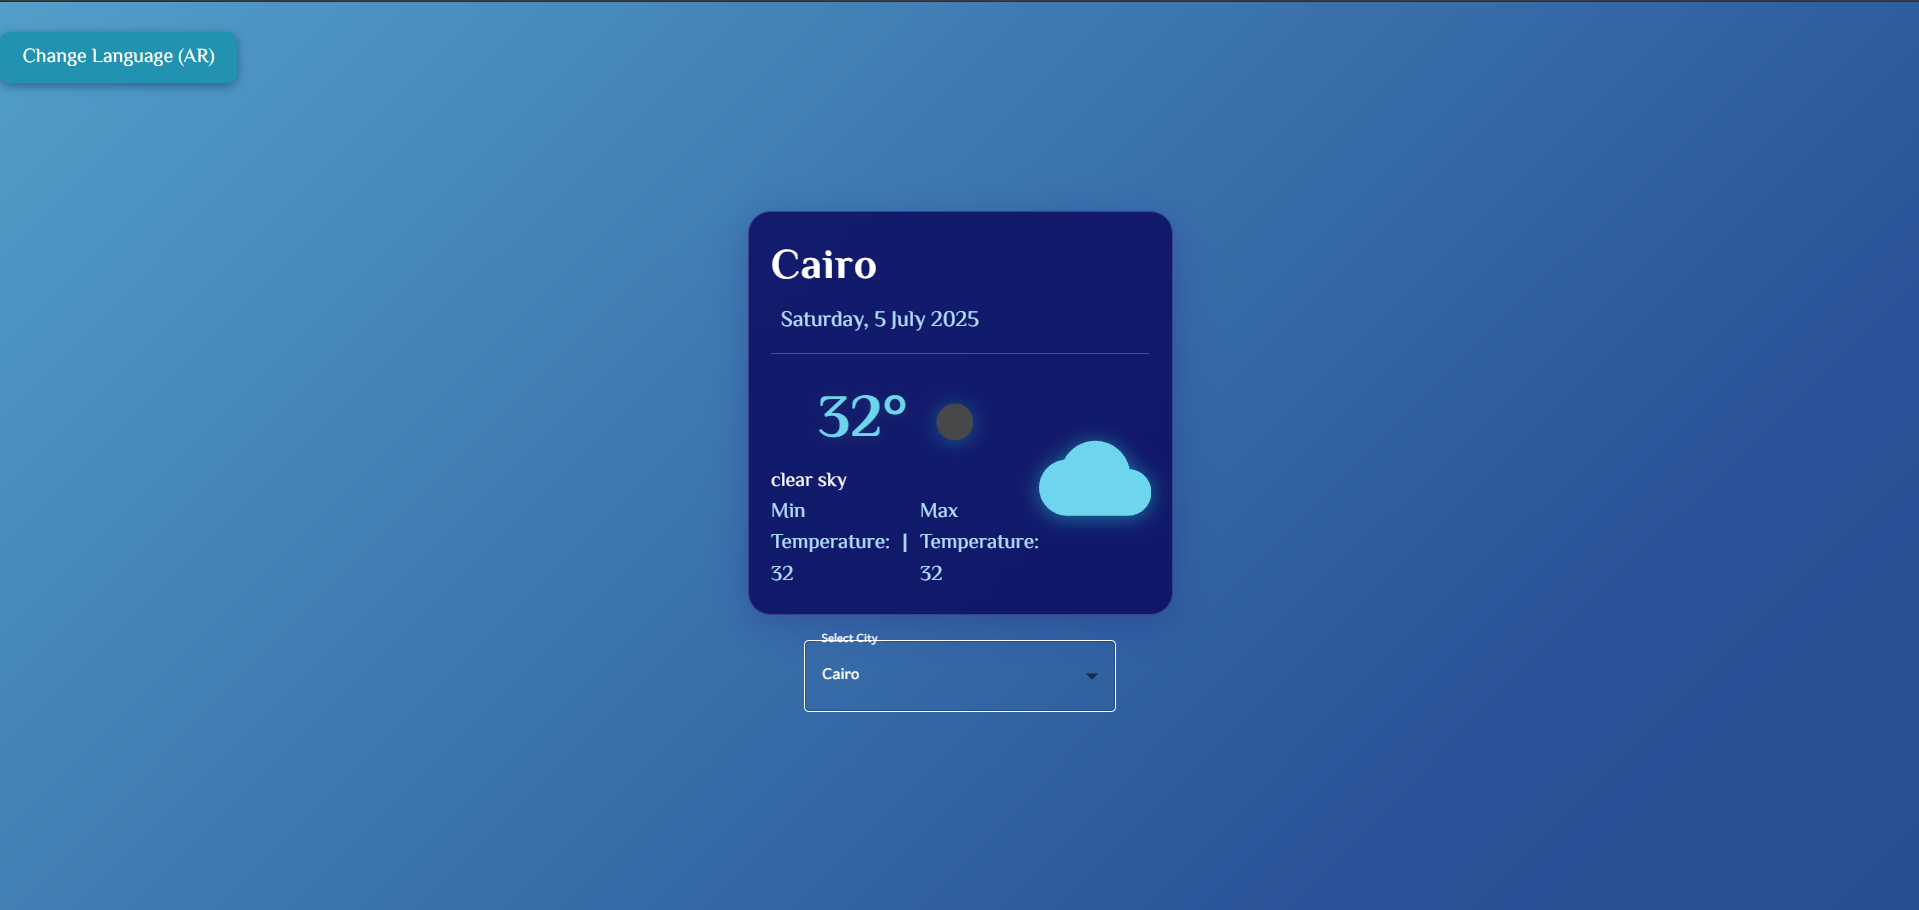 Change Language (AR)
Cairo
Saturday, 5 July 2025
32°
clear sky
Min
Temperature:
32
|
Max
Temperature:
32
Select City
Cairo